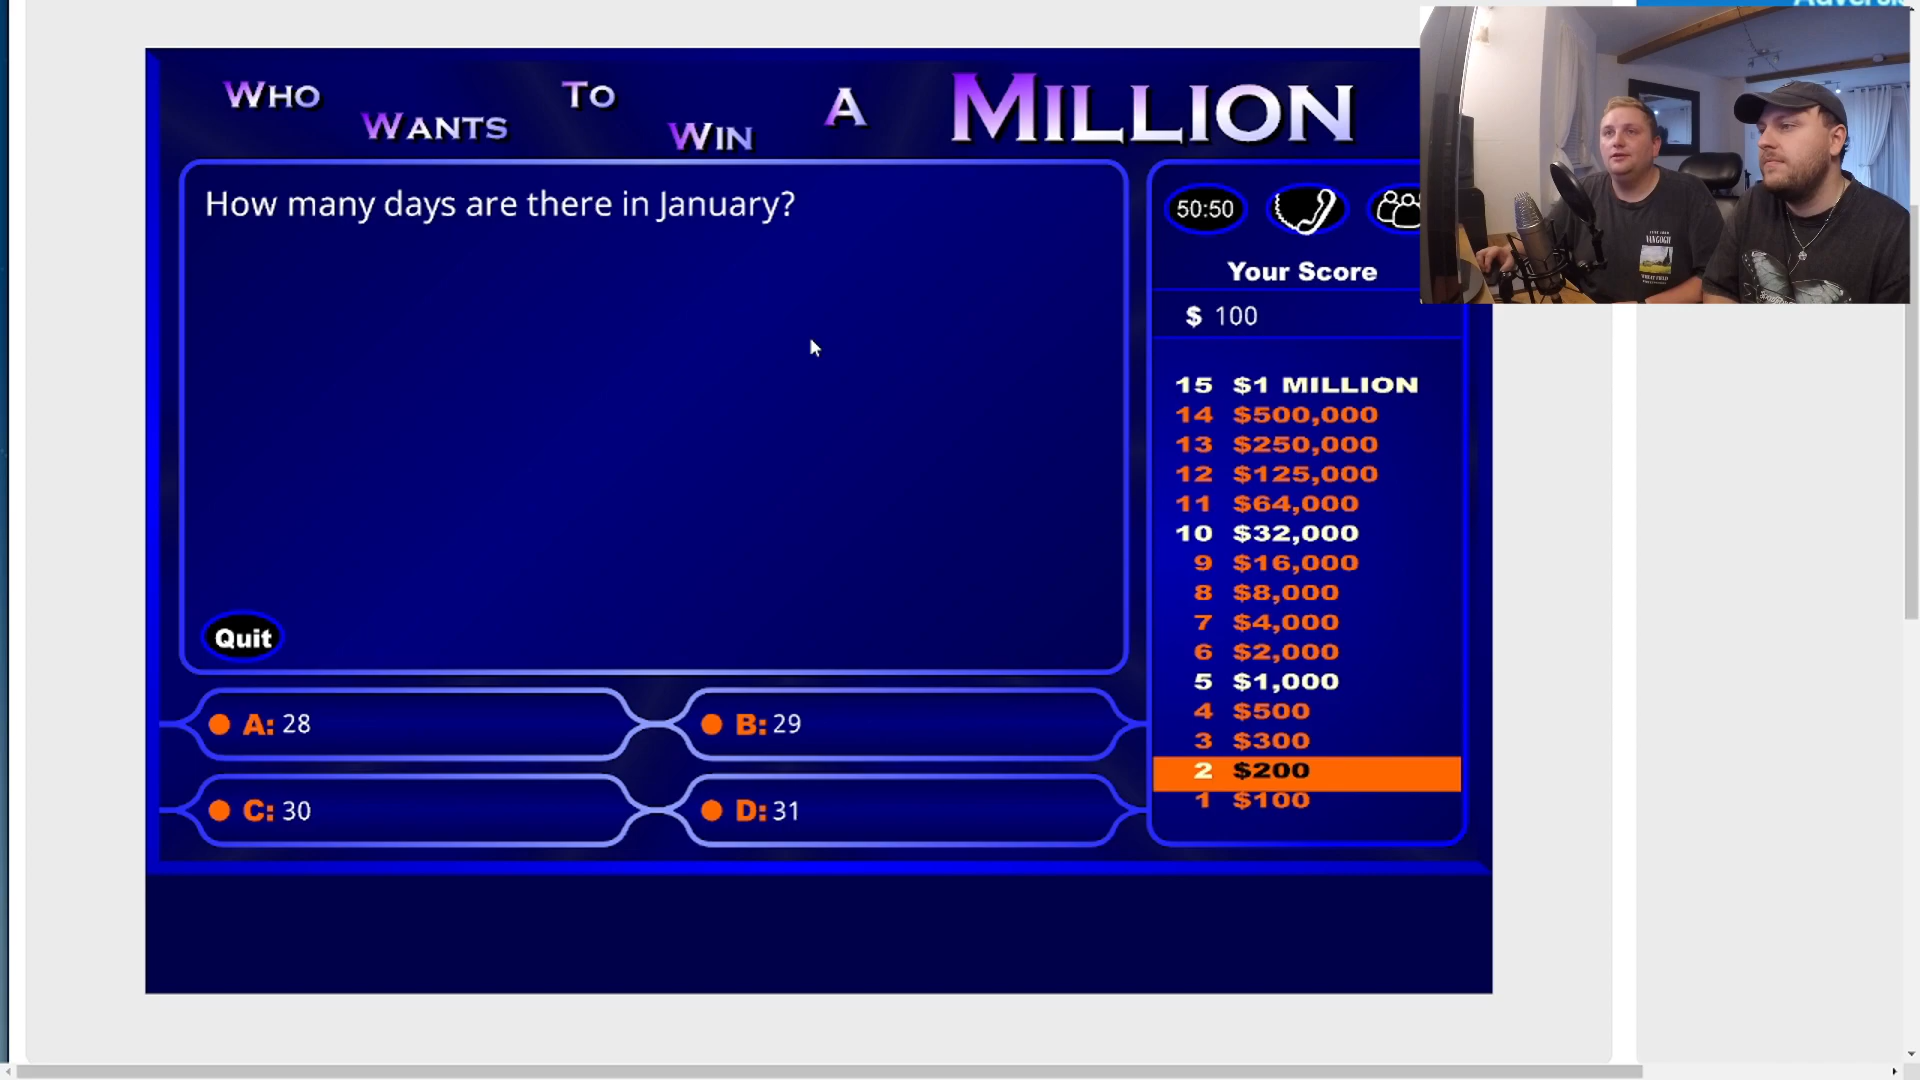 WHO WANTS TO WIN A MILLION
How many days are there in January?
50:50
Your Score
$ 100
15 $1 MILLION
14 $500,000
13 $250,000
12 $125,000
11 $64,000
10 $32,000
9 $16,000
8 $8,000
7 $4,000
6 $2,000
5 $1,000
4 $500
3 $300
2 $200
1 $100
Quit
A: 28
B: 29
C: 30
D: 31
VANGOGH